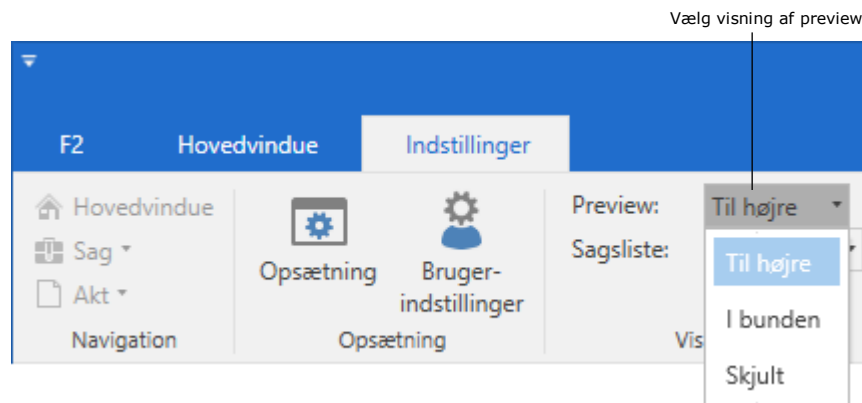 Vælg visning af preview
F2 Hovedvindue Indstillinger
Hovedvindue
Sag
Akt
Navigation
Opsætning
Bruger-
indstillinger
Opsætning
Preview: Til højre
Sagsliste:
Til højre
I bunden
Skjult
Vis